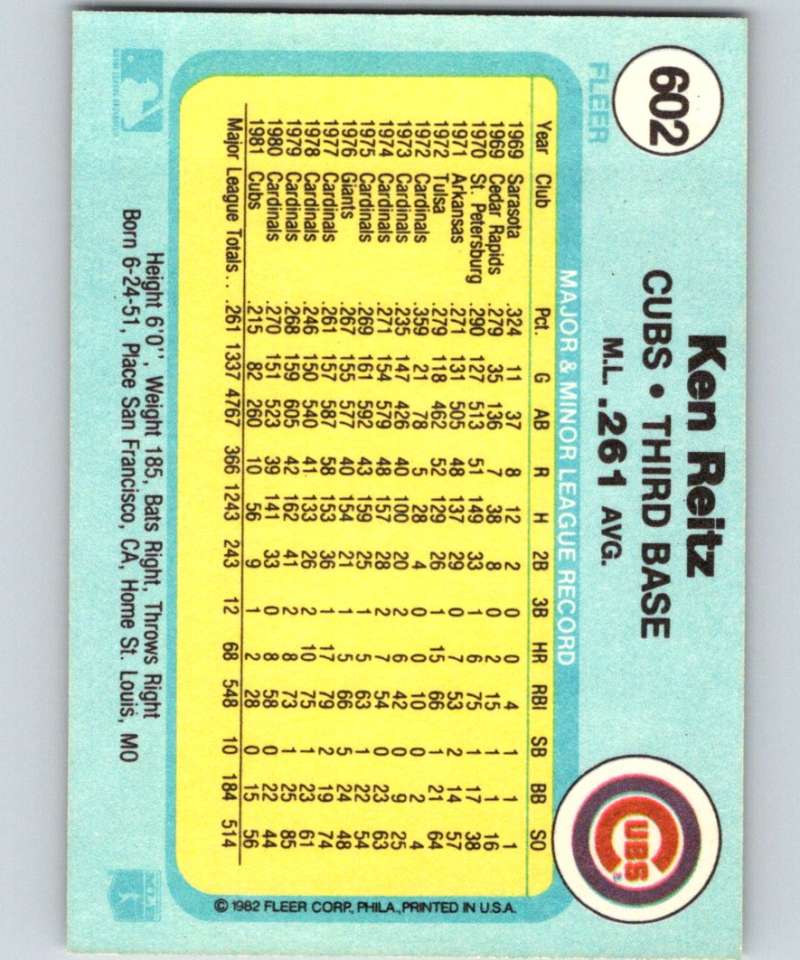 602
FLEER
Ken Reitz
CUBS • THIRD BASE
M.L. .261 AVG.
CUBS
MAJOR & MINOR LEAGUE RECORD
Year Club Pct. G AB R H 2B 3B HR RBI SB BB SO
1969 Sarasota .324 11 37 8 12 2 0 0 4 1 1 1
1969 Cedar Rapids .279 35 136 7 38 8 0 2 15 1 1 16
1970 St. Petersburg .290 127 513 51 149 33 1 6 75 1 17 38
1971 Arkansas .271 131 505 48 137 29 0 7 53 2 14 57
1972 Tulsa .279 118 462 52 129 26 1 15 66 1 21 64
1972 Cardinals .359 21 78 5 28 4 0 0 10 0 2 4
1973 Cardinals .235 147 426 40 100 20 2 6 42 0 9 25
1974 Cardinals .271 154 579 48 157 28 2 7 54 0 23 63
1975 Cardinals .269 161 592 43 159 25 1 5 63 1 22 54
1976 Giants .267 155 577 40 154 21 1 5 66 5 24 48
1977 Cardinals .261 157 587 58 153 36 1 17 79 2 19 74
1978 Cardinals .246 150 540 41 133 26 2 10 75 1 23 61
1979 Cardinals .268 159 605 42 162 41 2 8 73 1 25 85
1980 Cardinals .270 151 523 39 141 33 0 8 58 0 22 44
1981 Cubs .215 82 260 10 56 9 1 2 28 0 15 56
Major League Totals . . .261 1337 4767 366 1243 243 12 68 548 10 184 514
© 1982 FLEER CORP., PHILA., PRINTED IN U.S.A.
Height 6'0'', Weight 185, Bats Right, Throws Right
Born 6-24-51, Place San Francisco, CA, Home St. Louis, MO